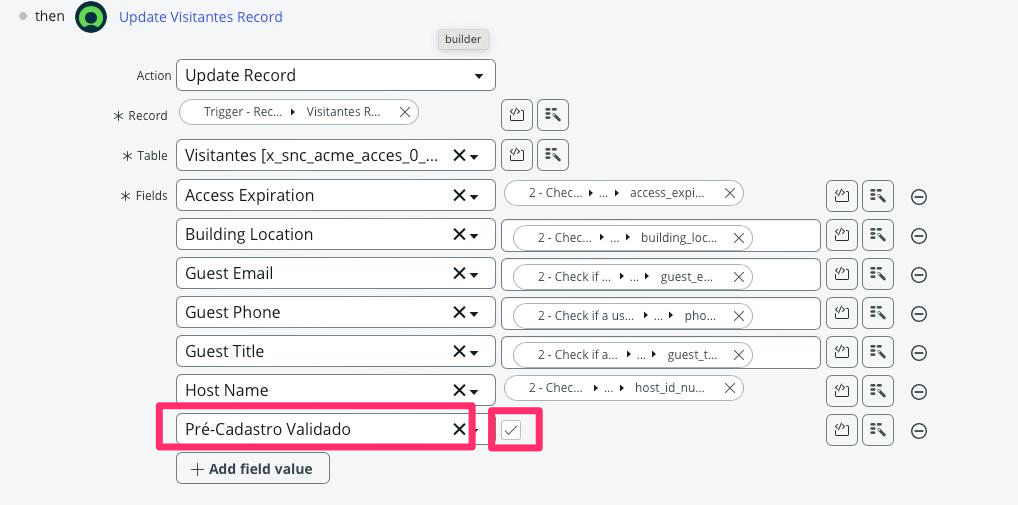 then Update Visitantes Record
builder
Action Update Record
* Record Trigger - Rec... ▸ Visitantes R...
* Table Visitantes [x_snc_acme_acces_0_...
* Fields Access Expiration 2 - Chec... ▸ ... ▸ access_expi...
Building Location 2 - Chec... ▸ ... ▸ building_loc...
Guest Email 2 - Check if ... ▸ ... ▸ guest_e...
Guest Phone 2 - Check if a us... ▸ ... ▸ pho...
Guest Title 2 - Check if a... ▸ ... ▸ guest_t...
Host Name 2 - Chec... ▸ ... ▸ host_id_nu...
Pré-Cadastro Validado
+ Add field value